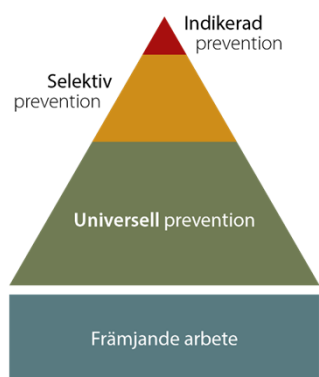 Indikerad
prevention
Selektiv
prevention
Universell prevention
Främjande arbete